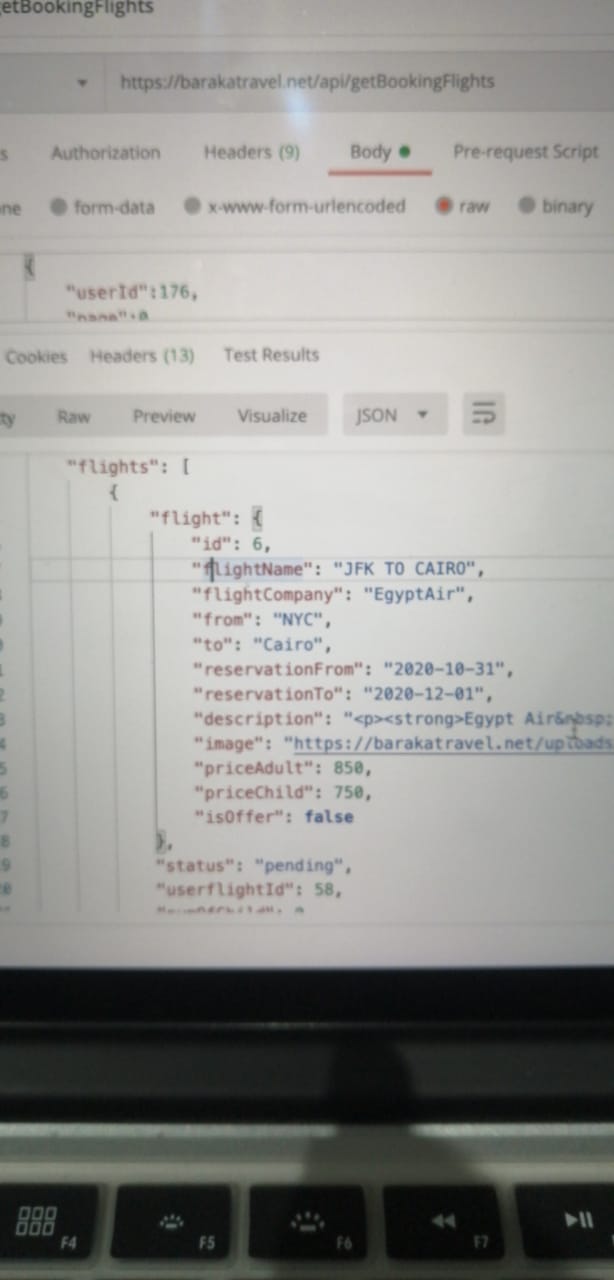 etBookingFlights
https://barakatravel.net/api/getBookingFlights
s Authorization Headers (9) Body Pre-request Script
ne form-data x-www-form-urlencoded raw binary
{
"userId":176,
Cookies Headers (13) Test Results
ty Raw Preview Visualize JSON
"flights": [
{
"flight": {
"id": 6,
"flightName": "JFK TO CAIRO",
"flightCompany": "EgyptAir",
"from": "NYC",
"to": "Cairo",
"reservationFrom": "2020-10-31",
"reservationTo": "2020-12-01",
"description": "<p><strong>Egypt Air&nbsp;
"image": "https://barakatravel.net/uploads
"priceAdult": 850,
"priceChild": 750,
"isOffer": false
},
"status": "pending",
"userflightId": 58,
F4 F5 F6 F7